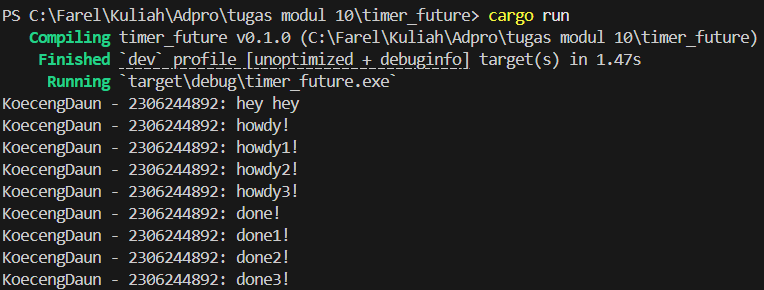 PS C:\Farel\Kuliah\Adpro\tugas modul 10\timer_future> cargo run
Compiling timer_future v0.1.0 (C:\Farel\Kuliah\Adpro\tugas modul 10\timer_future)
Finished `dev` profile [unoptimized + debuginfo] target(s) in 1.47s
Running `target\debug\timer_future.exe`
KoecengDaun - 2306244892: hey hey
KoecengDaun - 2306244892: howdy!
KoecengDaun - 2306244892: howdy1!
KoecengDaun - 2306244892: howdy2!
KoecengDaun - 2306244892: howdy3!
KoecengDaun - 2306244892: done!
KoecengDaun - 2306244892: done1!
KoecengDaun - 2306244892: done2!
KoecengDaun - 2306244892: done3!